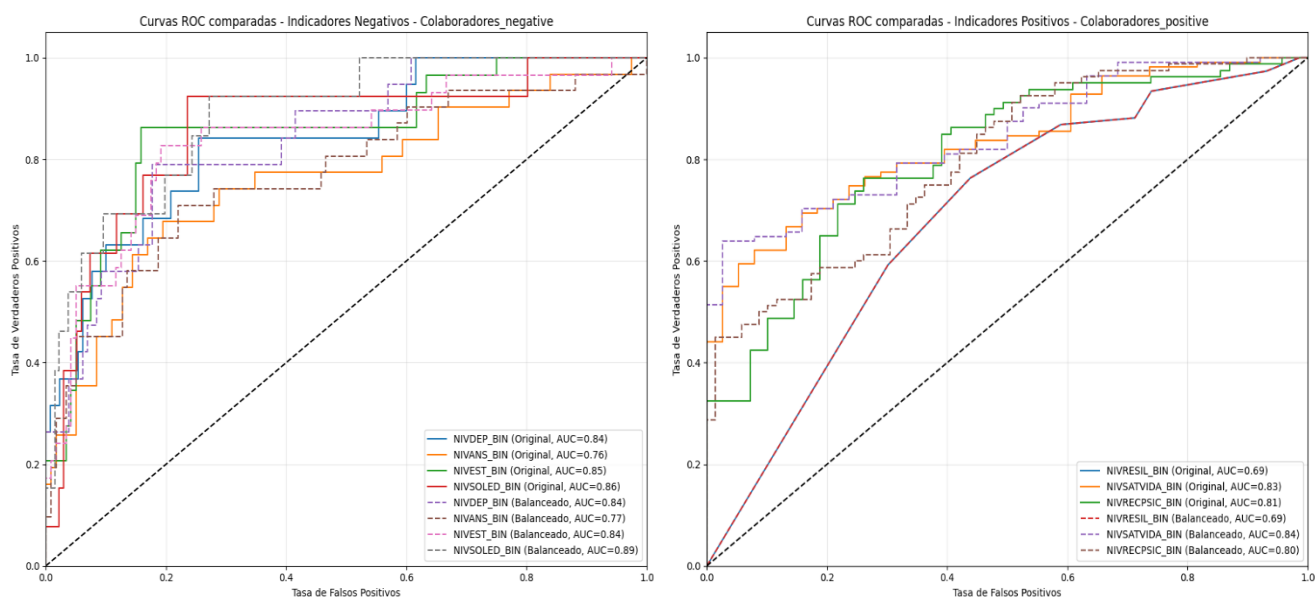 Curvas ROC comparadas - Indicadores Negativos - Colaboradores_negative
Tasa de Verdaderos Positivos
1.0
0.8
0.6
0.4
0.2
0.0
NIVDEP_BIN (Original, AUC=0.84)
NIVANS_BIN (Original, AUC=0.76)
NIVEST_BIN (Original, AUC=0.85)
NIVSOLED_BIN (Original, AUC=0.86)
NIVDEP_BIN (Balanceado, AUC=0.84)
NIVANS_BIN (Balanceado, AUC=0.77)
NIVEST_BIN (Balanceado, AUC=0.84)
NIVSOLED_BIN (Balanceado, AUC=0.89)
0.0 0.2 0.4 0.6 0.8 1.0
Tasa de Falsos Positivos
Curvas ROC comparadas - Indicadores Positivos - Colaboradores_positive
Tasa de Verdaderos Positivos
1.0
0.8
0.6
0.4
0.2
0.0
NIVRESIL_BIN (Original, AUC=0.69)
NIVSATVIDA_BIN (Original, AUC=0.83)
NIVRECPSIC_BIN (Original, AUC=0.81)
NIVRESIL_BIN (Balanceado, AUC=0.69)
NIVSATVIDA_BIN (Balanceado, AUC=0.84)
NIVRECPSIC_BIN (Balanceado, AUC=0.80)
0.0 0.2 0.4 0.6 0.8 1.0
Tasa de Falsos Positivos